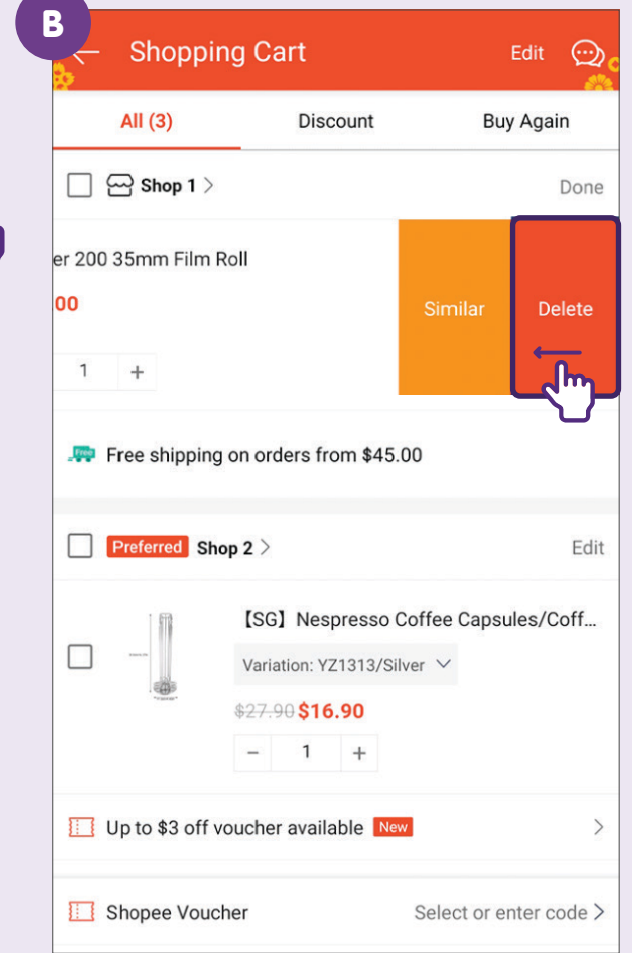 B
Shopping Cart Edit
All (3) Discount Buy Again
Shop 1 > Done
er 200 35mm Film Roll
00
Similar Delete
1 +
Free Free shipping on orders from $45.00
Preferred Shop 2 > Edit
【SG】Nespresso Coffee Capsules/Coff...
Variation: YZ1313/Silver
$27.90 $16.90
- 1 +
Up to $3 off voucher available New >
Shopee Voucher Select or enter code >